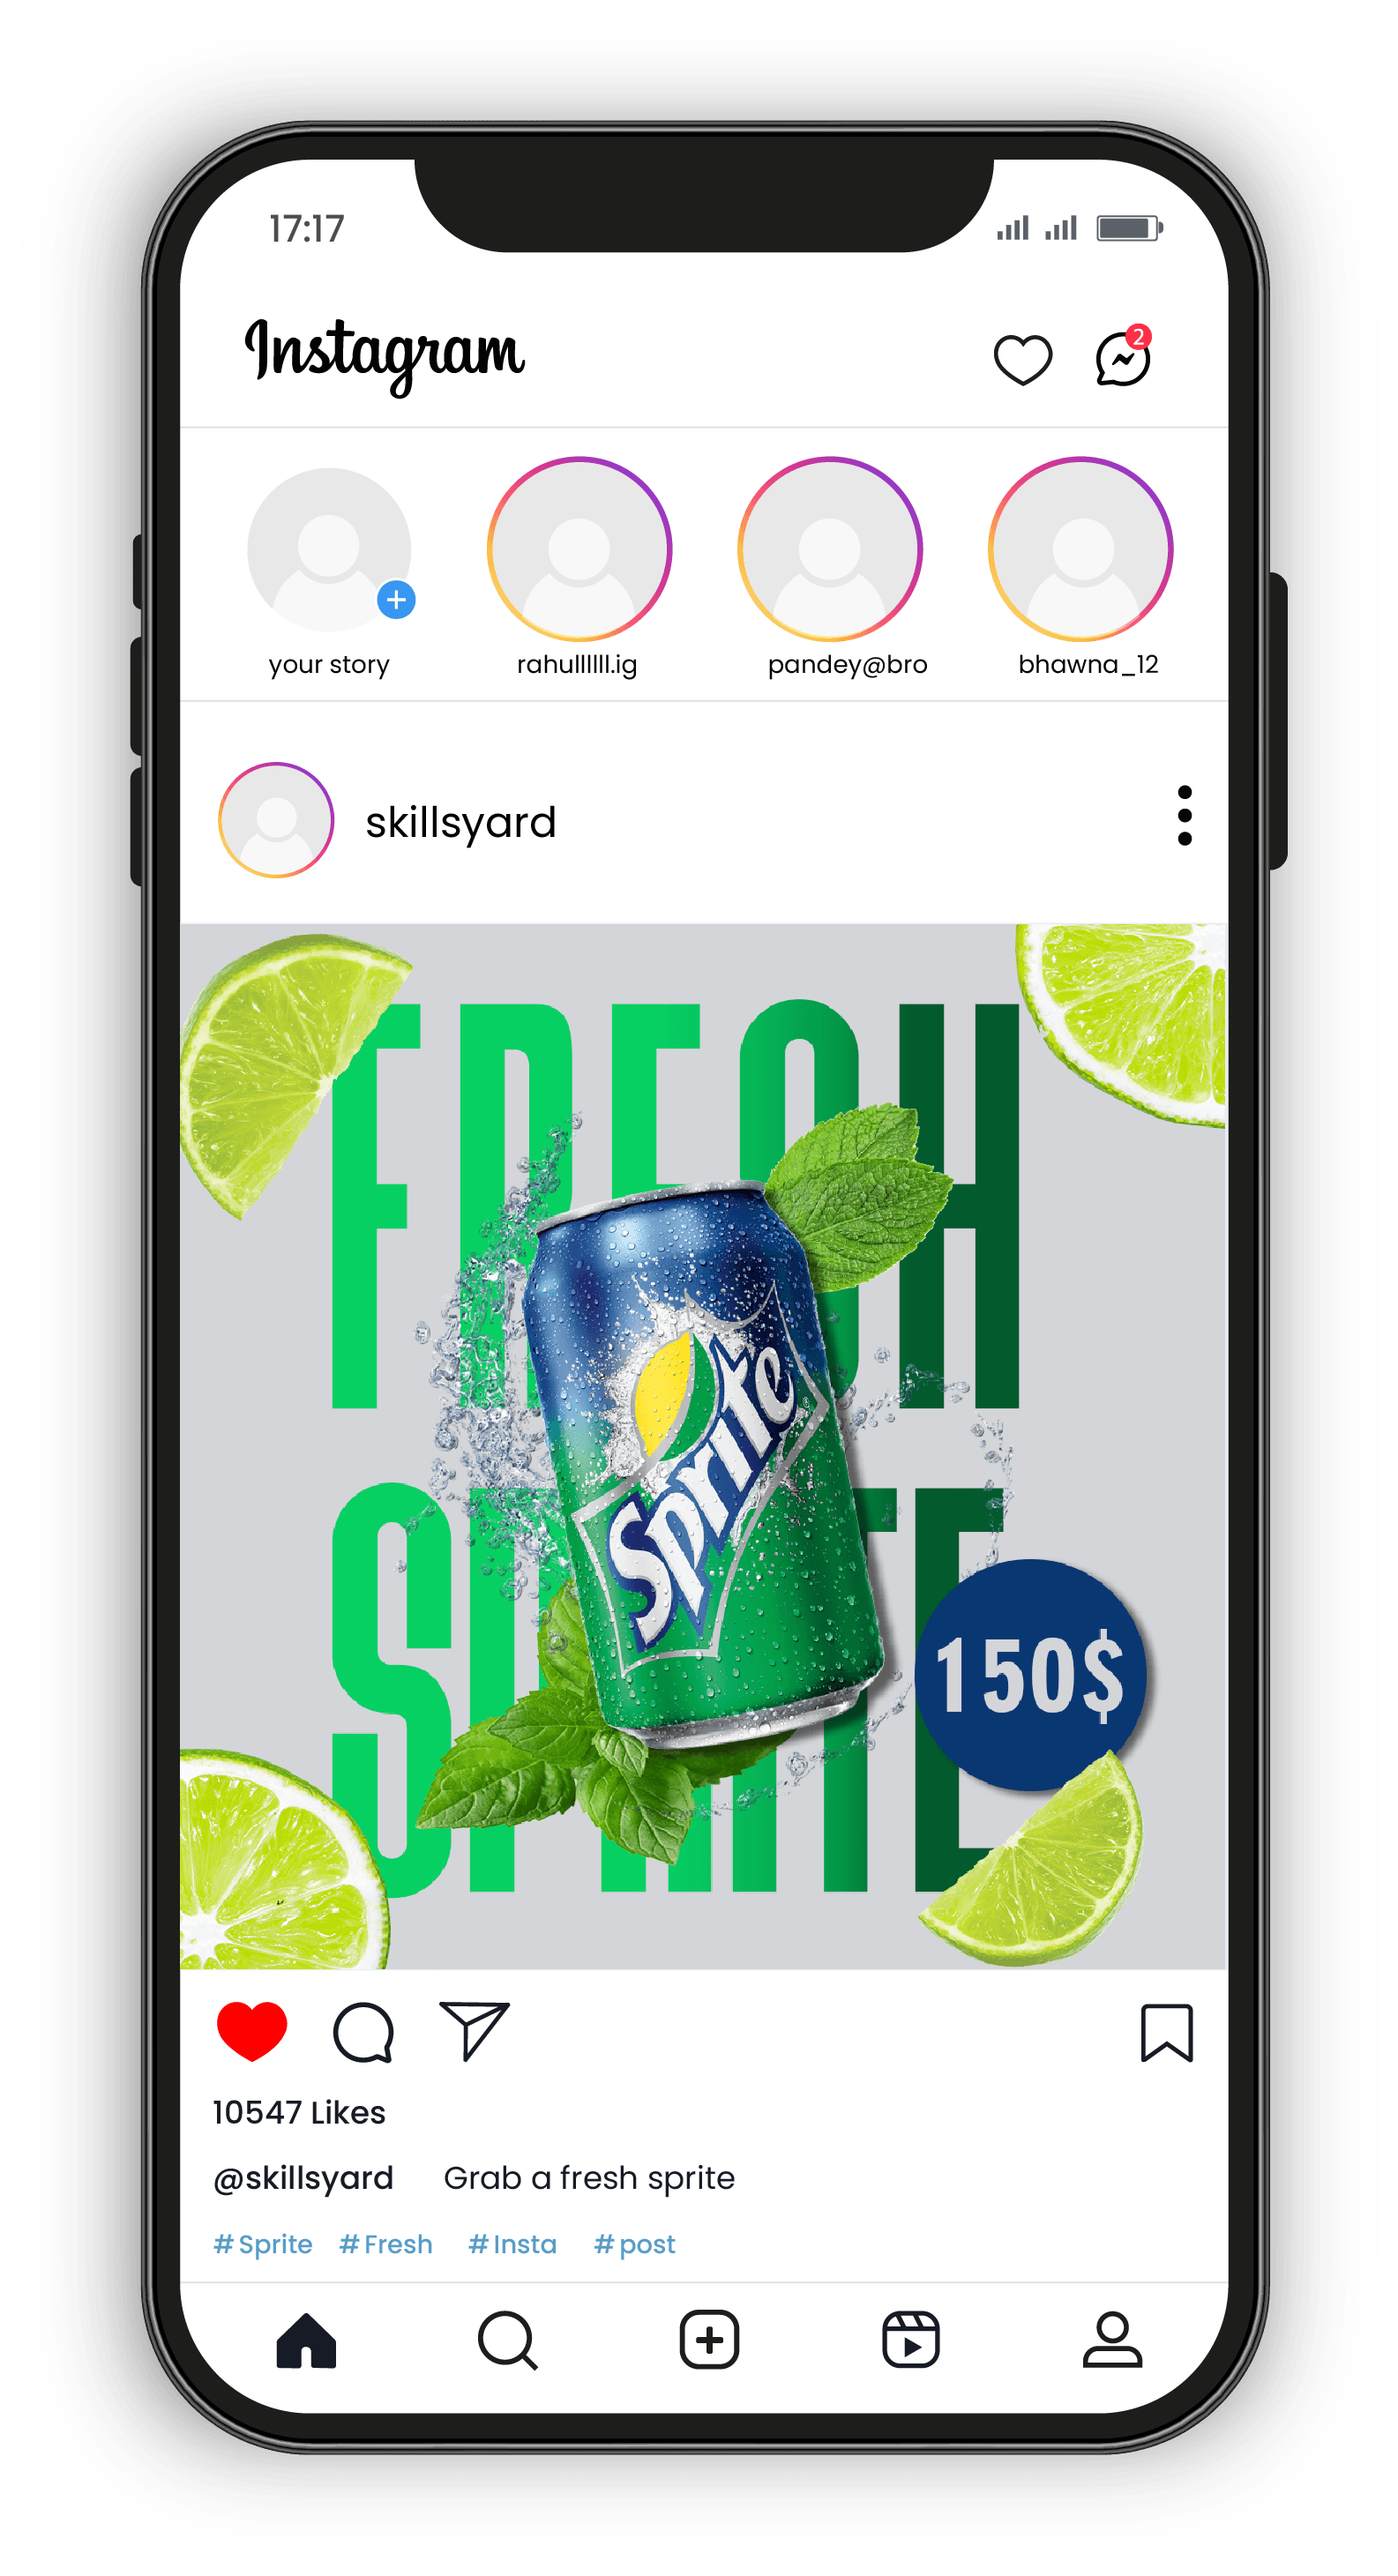 17:17
Instagram
2
your story rahullllll.ig pandey@bro bhawna_12
skillsyard
FRESH
Sprite
SPRITE
150$
10547 Likes
@skillsyard Grab a fresh sprite
#Sprite #Fresh #Insta #post